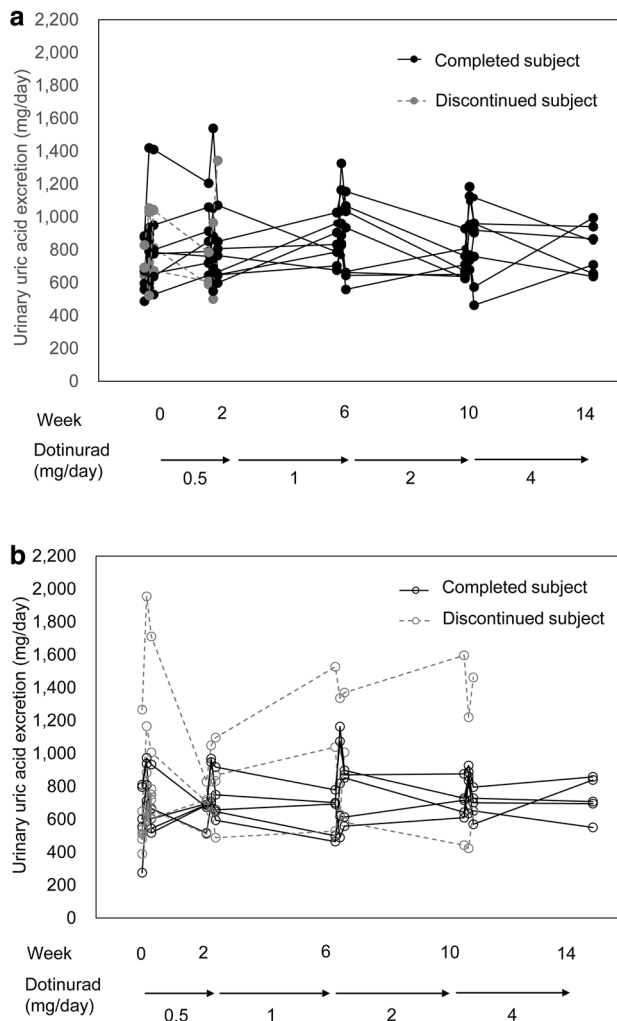 a
Urinary uric acid excretion (mg/day)
2,200
2,000
1,800
1,600
1,400
1,200
1,000
800
600
400
200
0
Completed subject
Discontinued subject
Week 0 2 6 10 14
Dotinurad
(mg/day)
0.5 1 2 4
b
Urinary uric acid excretion (mg/day)
2,200
2,000
1,800
1,600
1,400
1,200
1,000
800
600
400
200
0
Completed subject
Discontinued subject
Week 0 2 6 10 14
Dotinurad
(mg/day)
0.5 1 2 4